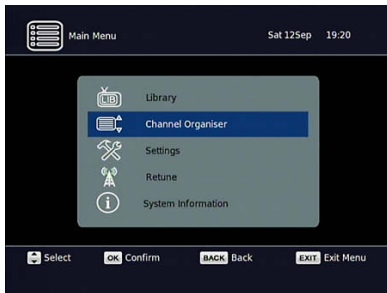 Main Menu Sat 12Sep 19:20
LIB Library
Channel Organiser
Settings
Retune
i System Information
Select OK Confirm BACK Back EXIT Exit Menu